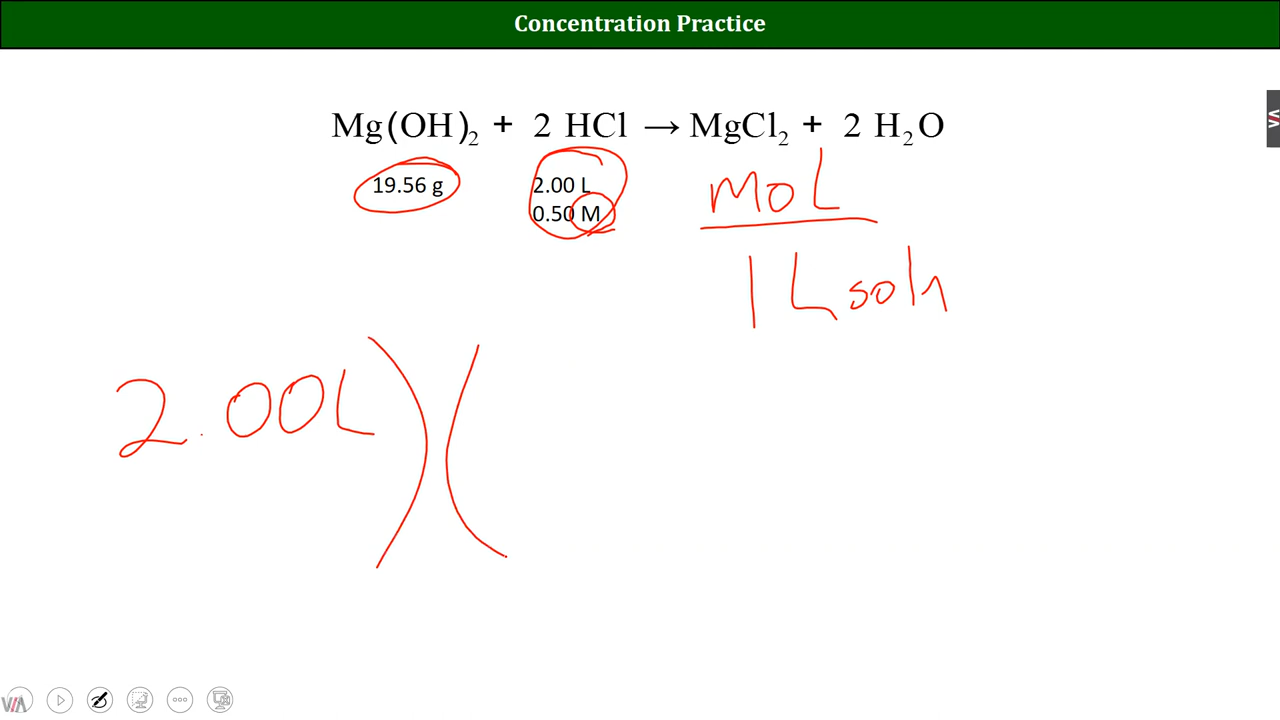 Concentration Practice
Mg(OH)₂ + 2 HCl → MgCl₂ + 2 H₂O
19.56 g
2.00 L
0.50 M
mol
1 L soln
2.00L ) (
VIA